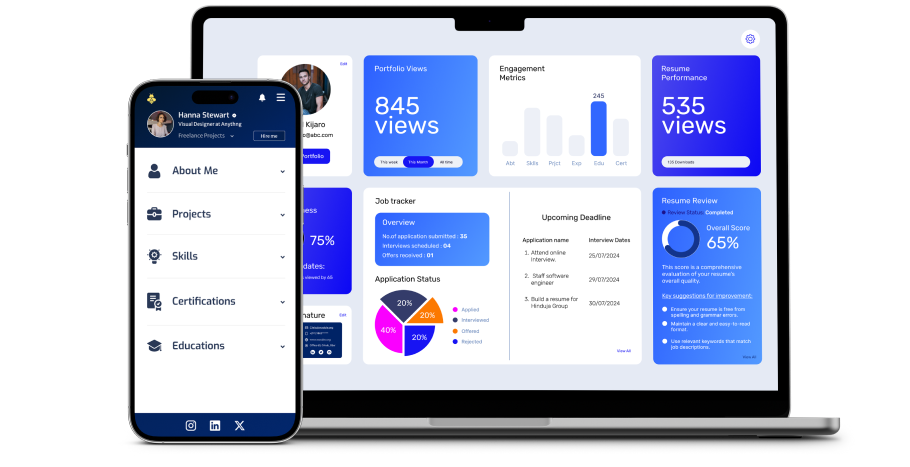 Hanna Stewart
Visual Designer at Anythng
Freelance Projects
Hire me
About Me
Projects
Skills
Certifications
Educations
Edit
Kijaro
@abc.com
Portfolio
Portfolio Views
845
views
This week
This Month
All time
Engagement
Metrics
245
Abt
Skills
Prjct
Exp
Edu
Cert
Resume
Performance
535
views
135 Downloads
ness
75%
dates:
viewed by 65
nature
Edit
Job tracker
Overview
No.of application submitted : 35
Interviews scheduled : 04
Offers received : 01
Application Status
20%
20%
40%
20%
Applied
Interviewed
Offered
Rejected
Upcoming Deadline
Application name
Interview Dates
1. Attend online
Interview.
25/07/2024
2. Staff software
engineer
29/07/2024
3. Build a resume for
Hinduja Group
30/07/2024
View All
Resume Review
Review Status: Completed
Overall Score
65%
This score is a comprehensive
evaluation of your resume's
overall quality.
Key suggestions for improvement:
Ensure your resume is free from
spelling and grammar errors.
Maintain a clear and easy-to-read
format.
Use relevant keywords that match
job descriptions.
View All